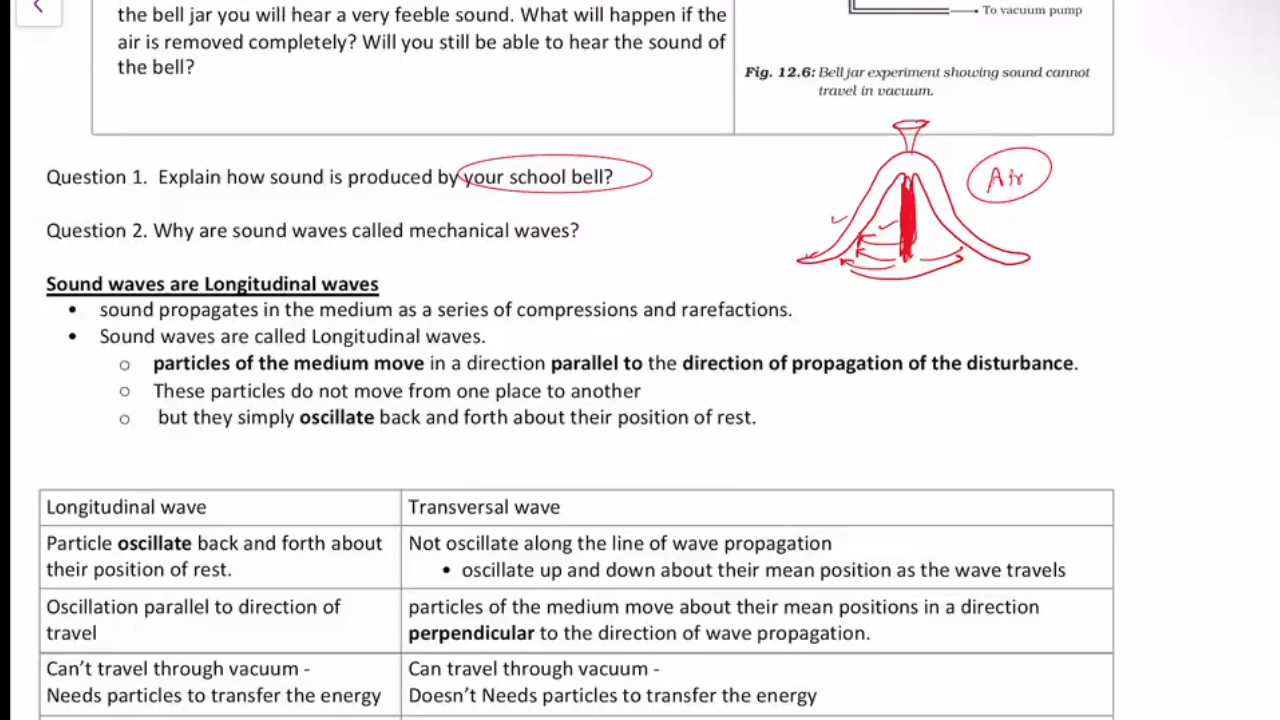 the bell jar you will hear a very feeble sound. What will happen if the
air is removed completely? Will you still be able to hear the sound of
the bell?
To vacuum pump
Fig. 12.6: Bell jar experiment showing sound cannot
travel in vacuum.
Air
Question 1.  Explain how sound is produced by your school bell?
Question 2. Why are sound waves called mechanical waves?
Sound waves are Longitudinal waves
• sound propagates in the medium as a series of compressions and rarefactions.
• Sound waves are called Longitudinal waves.
o particles of the medium move in a direction parallel to the direction of propagation of the disturbance.
o These particles do not move from one place to another
o but they simply oscillate back and forth about their position of rest.
Longitudinal wave
Transversal wave
Particle oscillate back and forth about
their position of rest.
Not oscillate along the line of wave propagation
• oscillate up and down about their mean position as the wave travels
Oscillation parallel to direction of
travel
particles of the medium move about their mean positions in a direction
perpendicular to the direction of wave propagation.
Can't travel through vacuum -
Needs particles to transfer the energy
Can travel through vacuum -
Doesn't Needs particles to transfer the energy